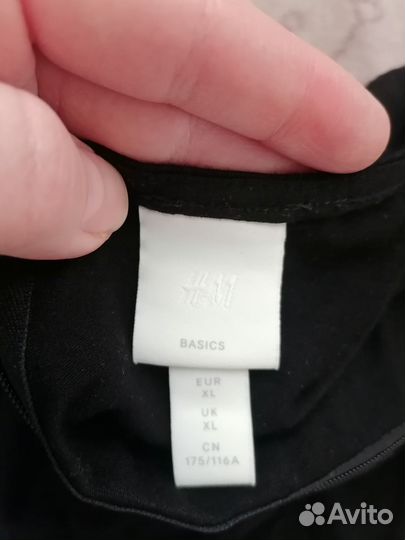 H&M
BASICS
EUR
XL
UK
XL
CN
175/116A
Avito